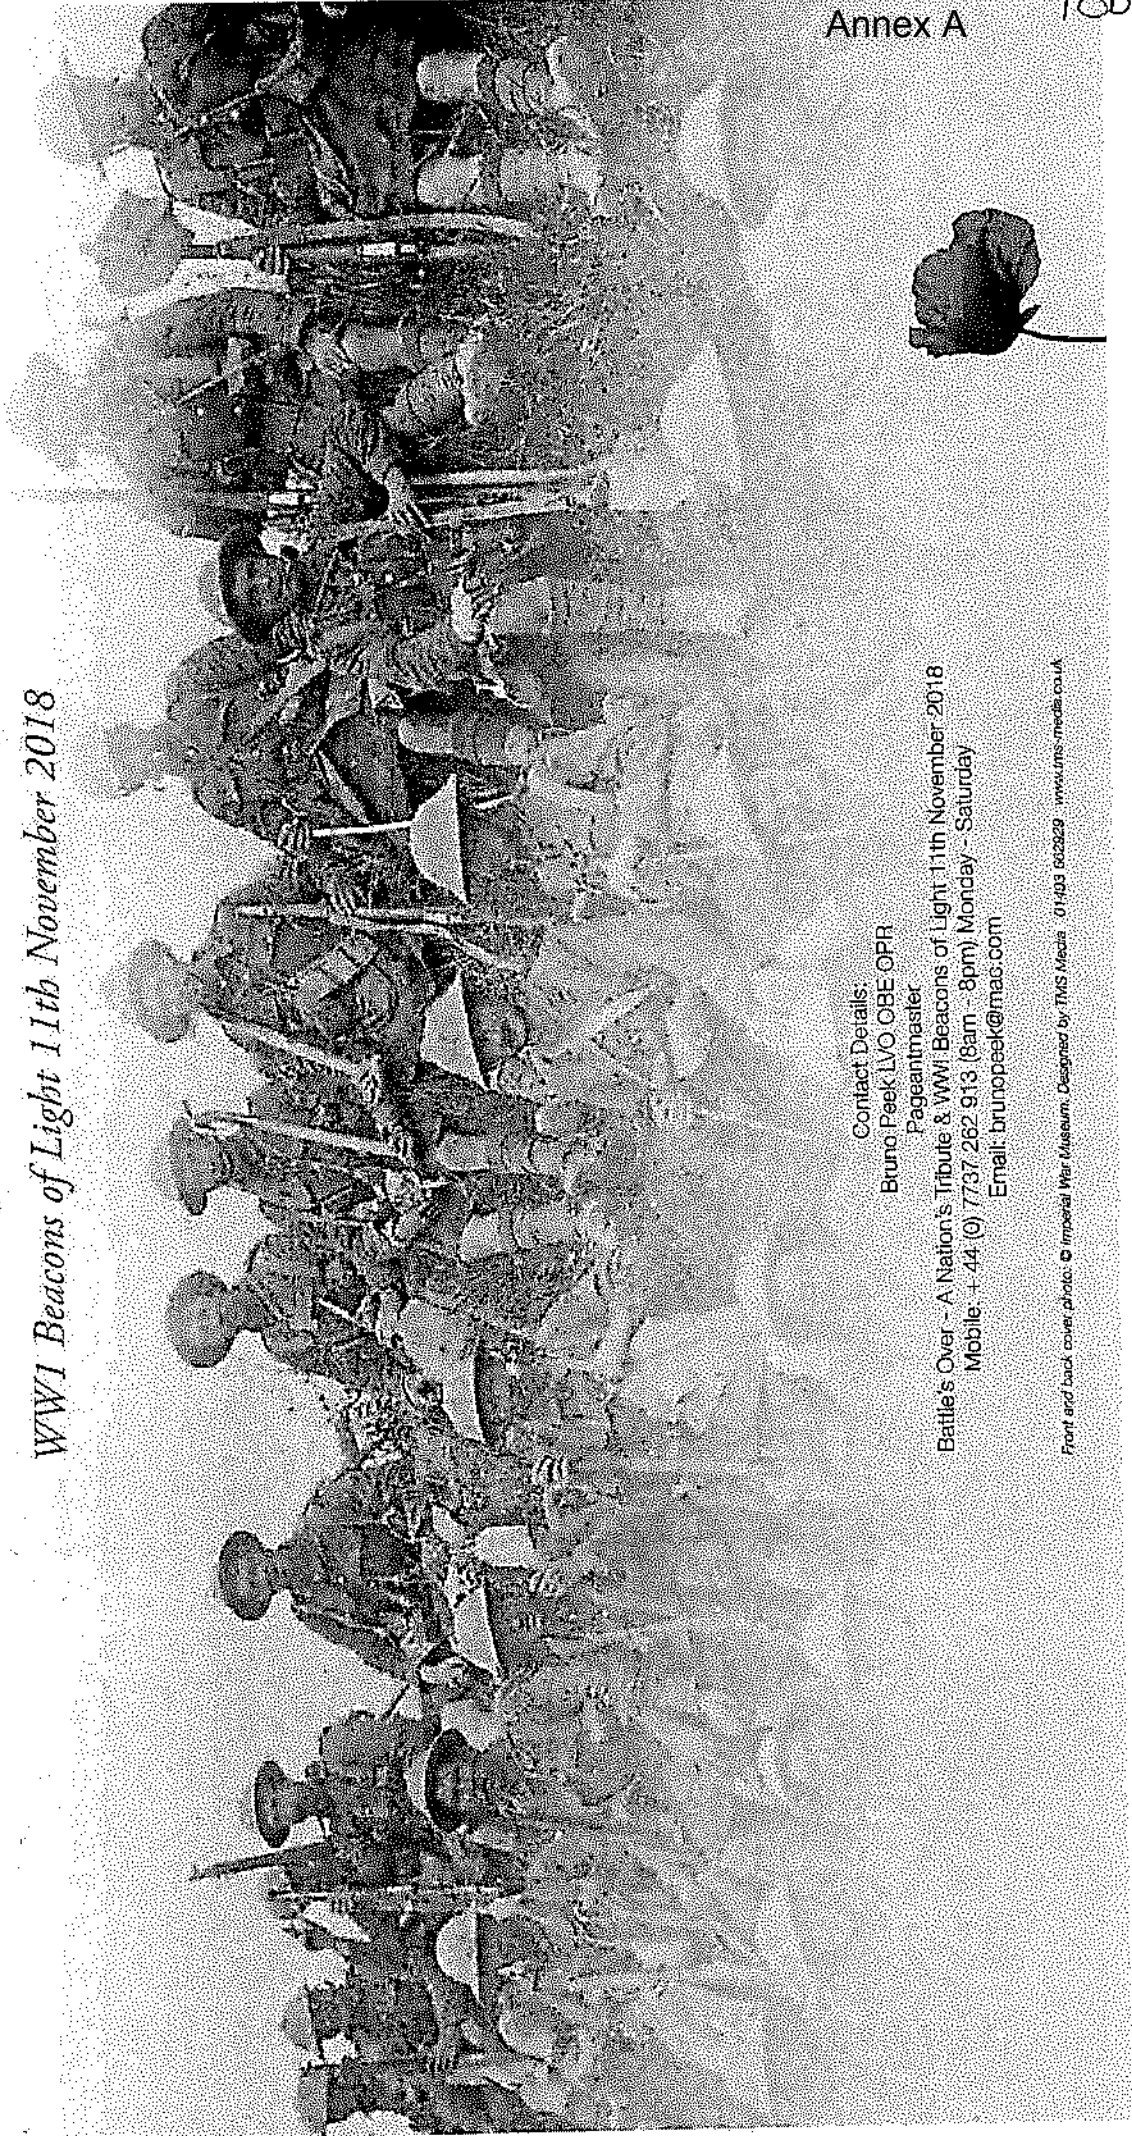 Annex A
WW1 Beacons of Light 11th November 2018
Contact Details:
Bruno Peek LVO OBE OPR
Pageantmaster
Battle's Over - A Nation's Tribute & WWI Beacons of Light 11th November 2018
Mobile: + 44 (0) 7737 262 913 (8am - 8pm) Monday - Saturday
Email: brunopeek@mac.com
Front and back cover photo: © Imperial War Museum. Designed by TMS Media 01403 662929 www.tms-media.co.uk